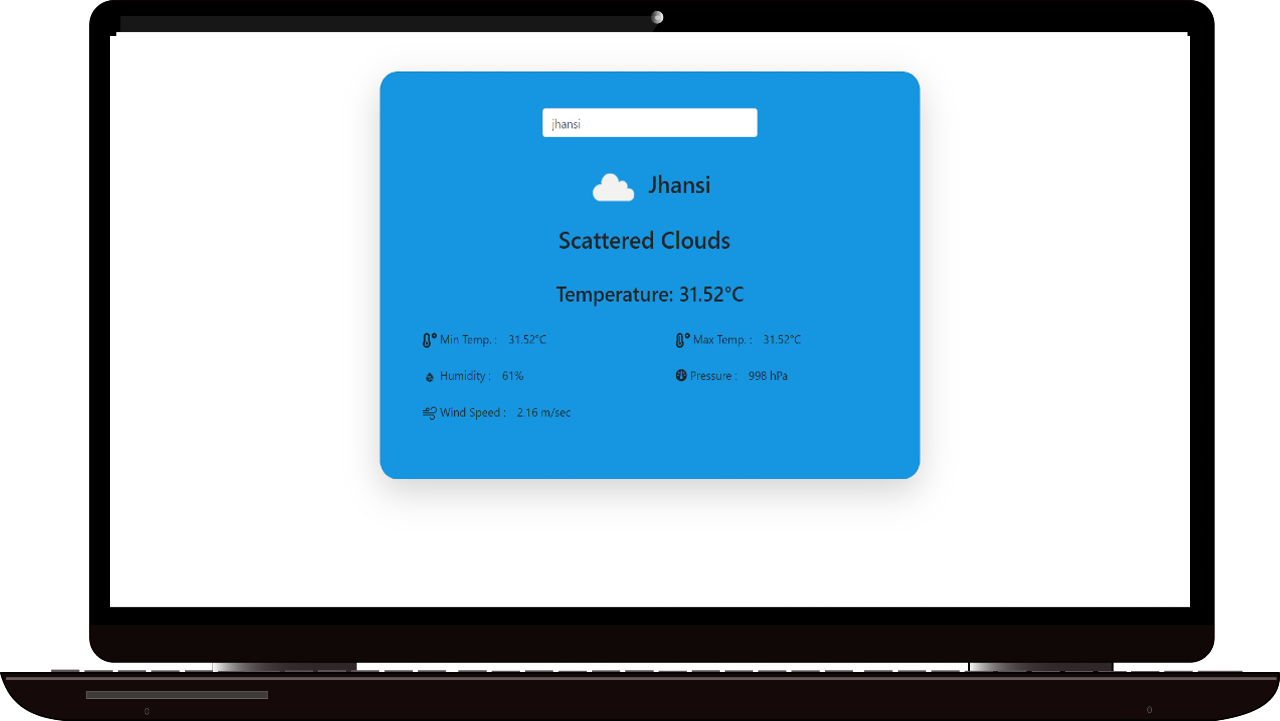 jhansi
Jhansi
Scattered Clouds
Temperature: 31.52°C
Min Temp. : 31.52°C Max Temp. : 31.52°C
Humidity : 61% Pressure : 998 hPa
Wind Speed : 2.16 m/sec